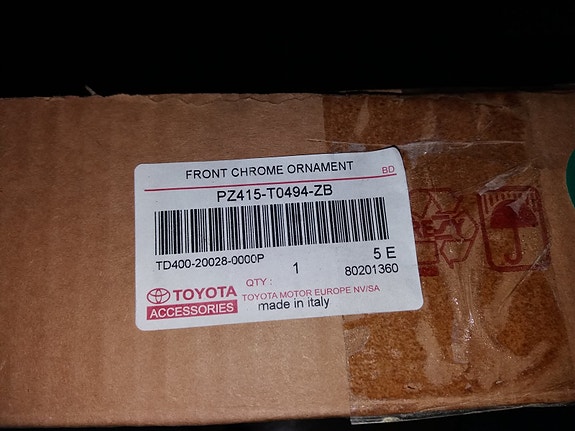 FRONT CHROME ORNAMENT
BD
PZ415-T0494-ZB
TD400-20028-0000P
5 E
QTY : 1
80201360
TOYOTA
TOYOTA MOTOR EUROPE NV/SA
ACCESSORIES
made in italy
RESY